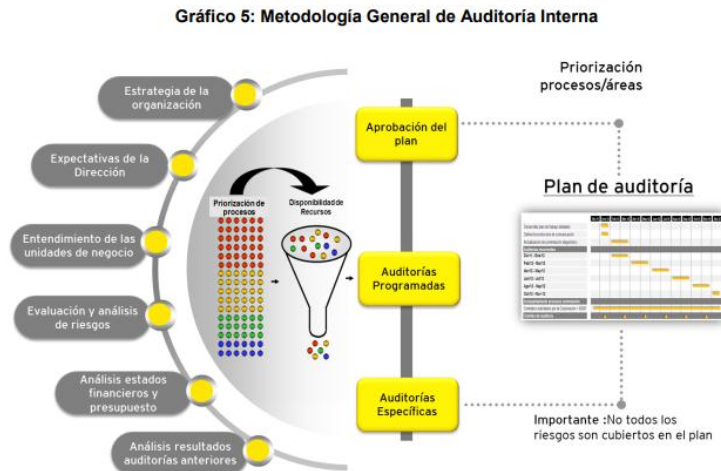 Gráfico 5: Metodología General de Auditoría Interna
Estrategia de la
organización
Expectativas de la
Dirección
Entendimiento de las
unidades de negocio
Evaluación y análisis
de riesgos
Análisis estados
financieros y
presupuesto
Análisis resultados
auditorías anteriores
Priorización de
procesos
Disponibilidad de
Recursos
Aprobación del
plan
Auditorías
Programadas
Auditorías
Específicas
Priorización
procesos/áreas
Plan de auditoría
Importante :No todos los
riesgos son cubiertos en el plan